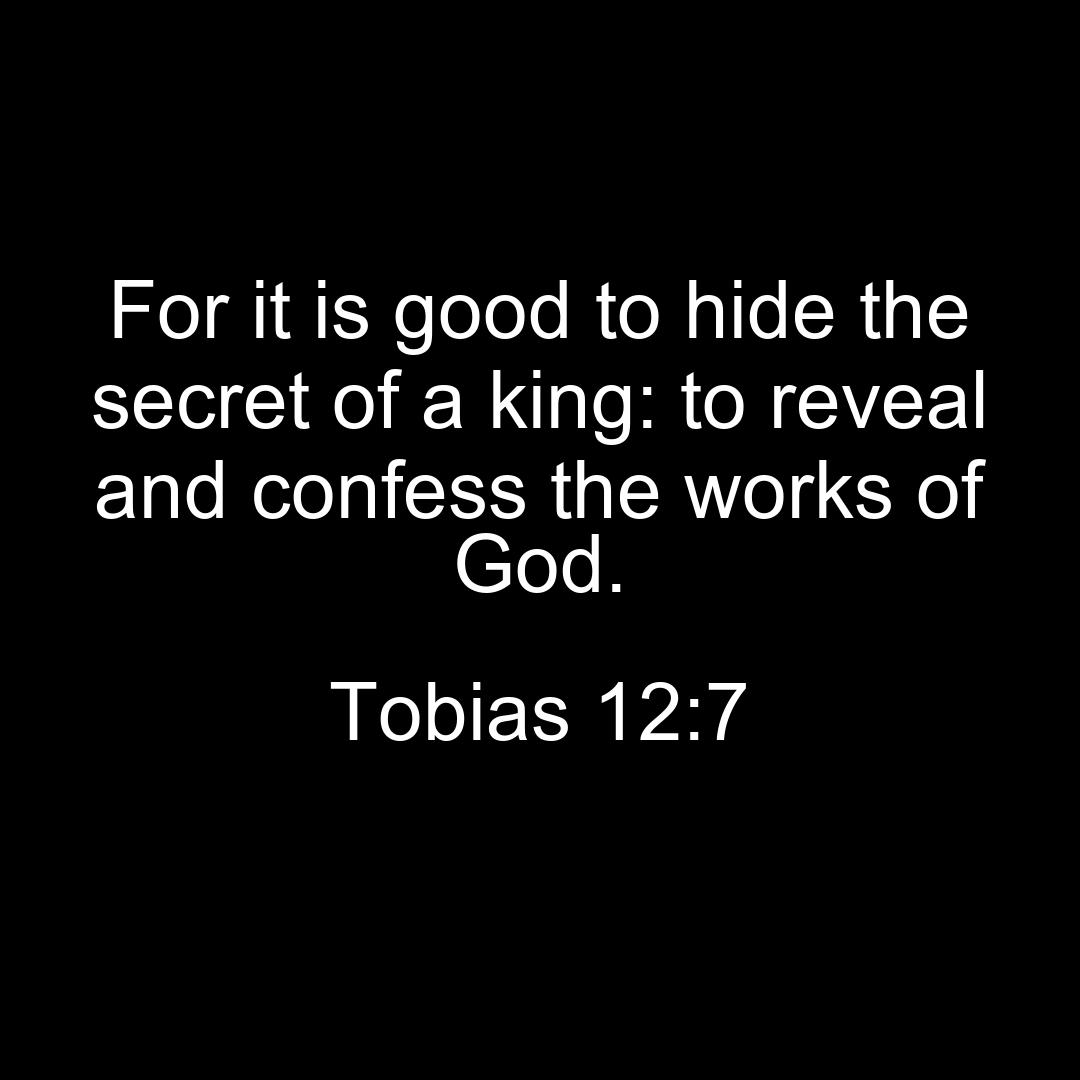 For it is good to hide the
secret of a king: to reveal
and confess the works of
God.
Tobias 12:7